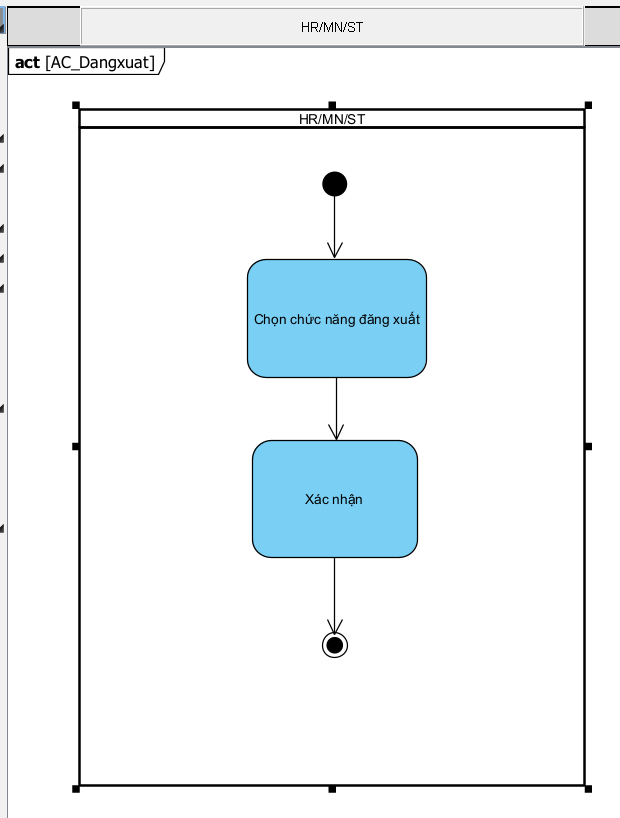 HR/MN/ST
act [AC_Dangxuat]
HR/MN/ST
Chọn chức năng đăng xuất
Xác nhận